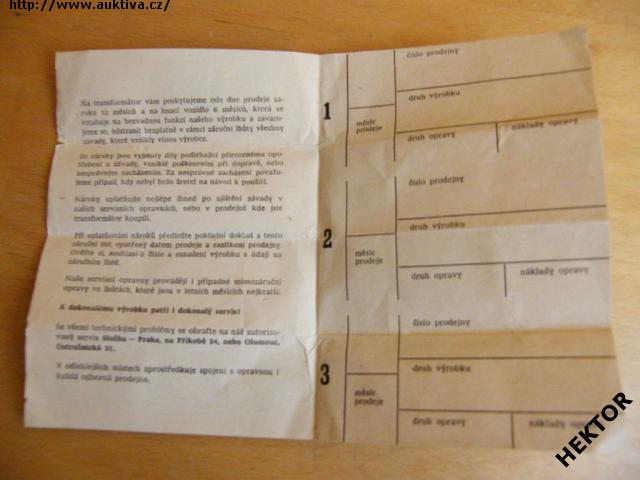 http://www.auktiva.cz/
Na transformátor vám poskytujeme ode dne prodeje zá-
ruku 12 měsíců a na hnací vozidlo 6 měsíců, která se
vztahuje na bezvadnou funkci našeho výrobku a zavazu-
jeme se, odstranit bezplatně v rámci záruční lhůty všechny
závady, které vznikly vinou výrobce.
Ze záruky jsou vyjmuty díly podléhající přirozenému opo-
třebení a závady, vzniklé poškozením při dopravě, nebo
nesprávným zacházením. Za nesprávné zacházení považu-
jeme případ, kdy nebyl brán zřetel na návod k použití.
Nároky uplatňujte nejlépe ihned po zjištění závady v
našich servisních opravnách, nebo v prodejně kde jste
transformátor koupili.
Při uplatňování nároků předložte pokladní doklad a tento
záruční list, opatřený datem prodeje a razítkem prodejny.
Ověřte si, souhlasí-li číslo a označení výrobku s údaji na
záručním listě.
Naše servisní opravny provádějí i případné mimozáruční
opravy ve lhůtách, které jsou v letních měsících nejkratší.
K dokonalému výrobku patří i dokonalý servis!
Se všemi technickými problémy se obraťte na náš autorizo-
vaný servis Služba — Praha, na Příkopě 24, nebo Olomouc,
Ostružnická 31.
V odlehlejších místech zprostředkuje spojení s opravnou i
každá odborná prodejna.
1
měsíc
prodeje
číslo prodejny
druh výrobku
druh opravy
náklady opravy
2
měsíc
prodeje
číslo prodejny
druh výrobku
druh opravy
náklady opravy
3
měsíc
prodeje
číslo prodejny
druh výrobku
druh opravy
náklady opravy
HEKTOR